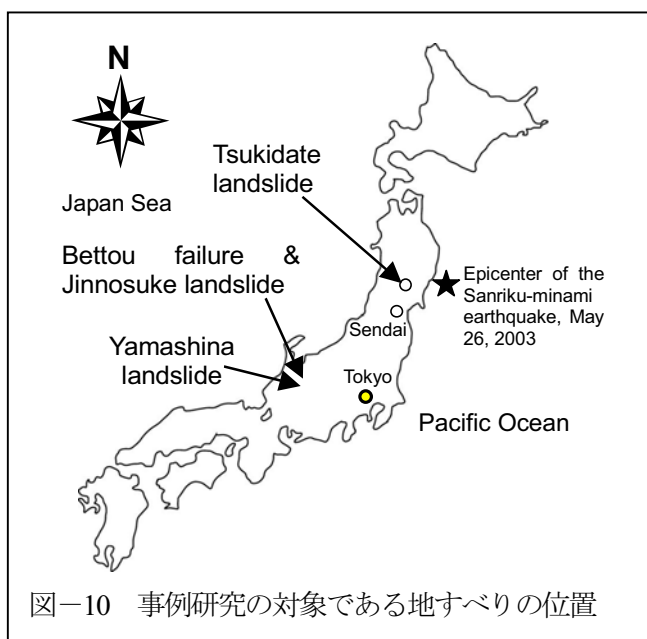 N
Tsukidate
landslide
Japan Sea
Bettou failure &
Jinnosuke landslide
Epicenter of the
Sanriku-minami
earthquake, May
26, 2003
Sendai
Yamashina
landslide
Tokyo
Pacific Ocean
図－10 事例研究の対象である地すべりの位置